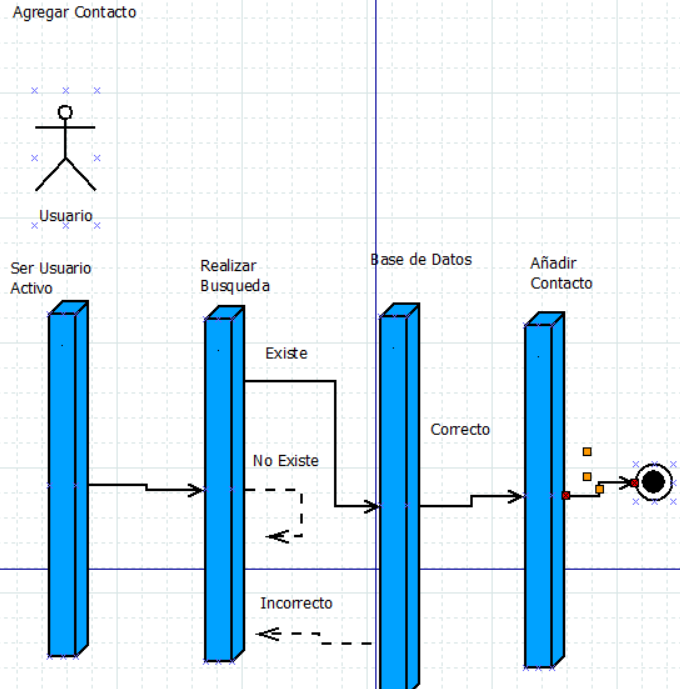 Agregar Contacto
Usuario
Ser Usuario
Activo
Realizar
Busqueda
Base de Datos
Añadir
Contacto
Existe
Correcto
No Existe
Incorrecto